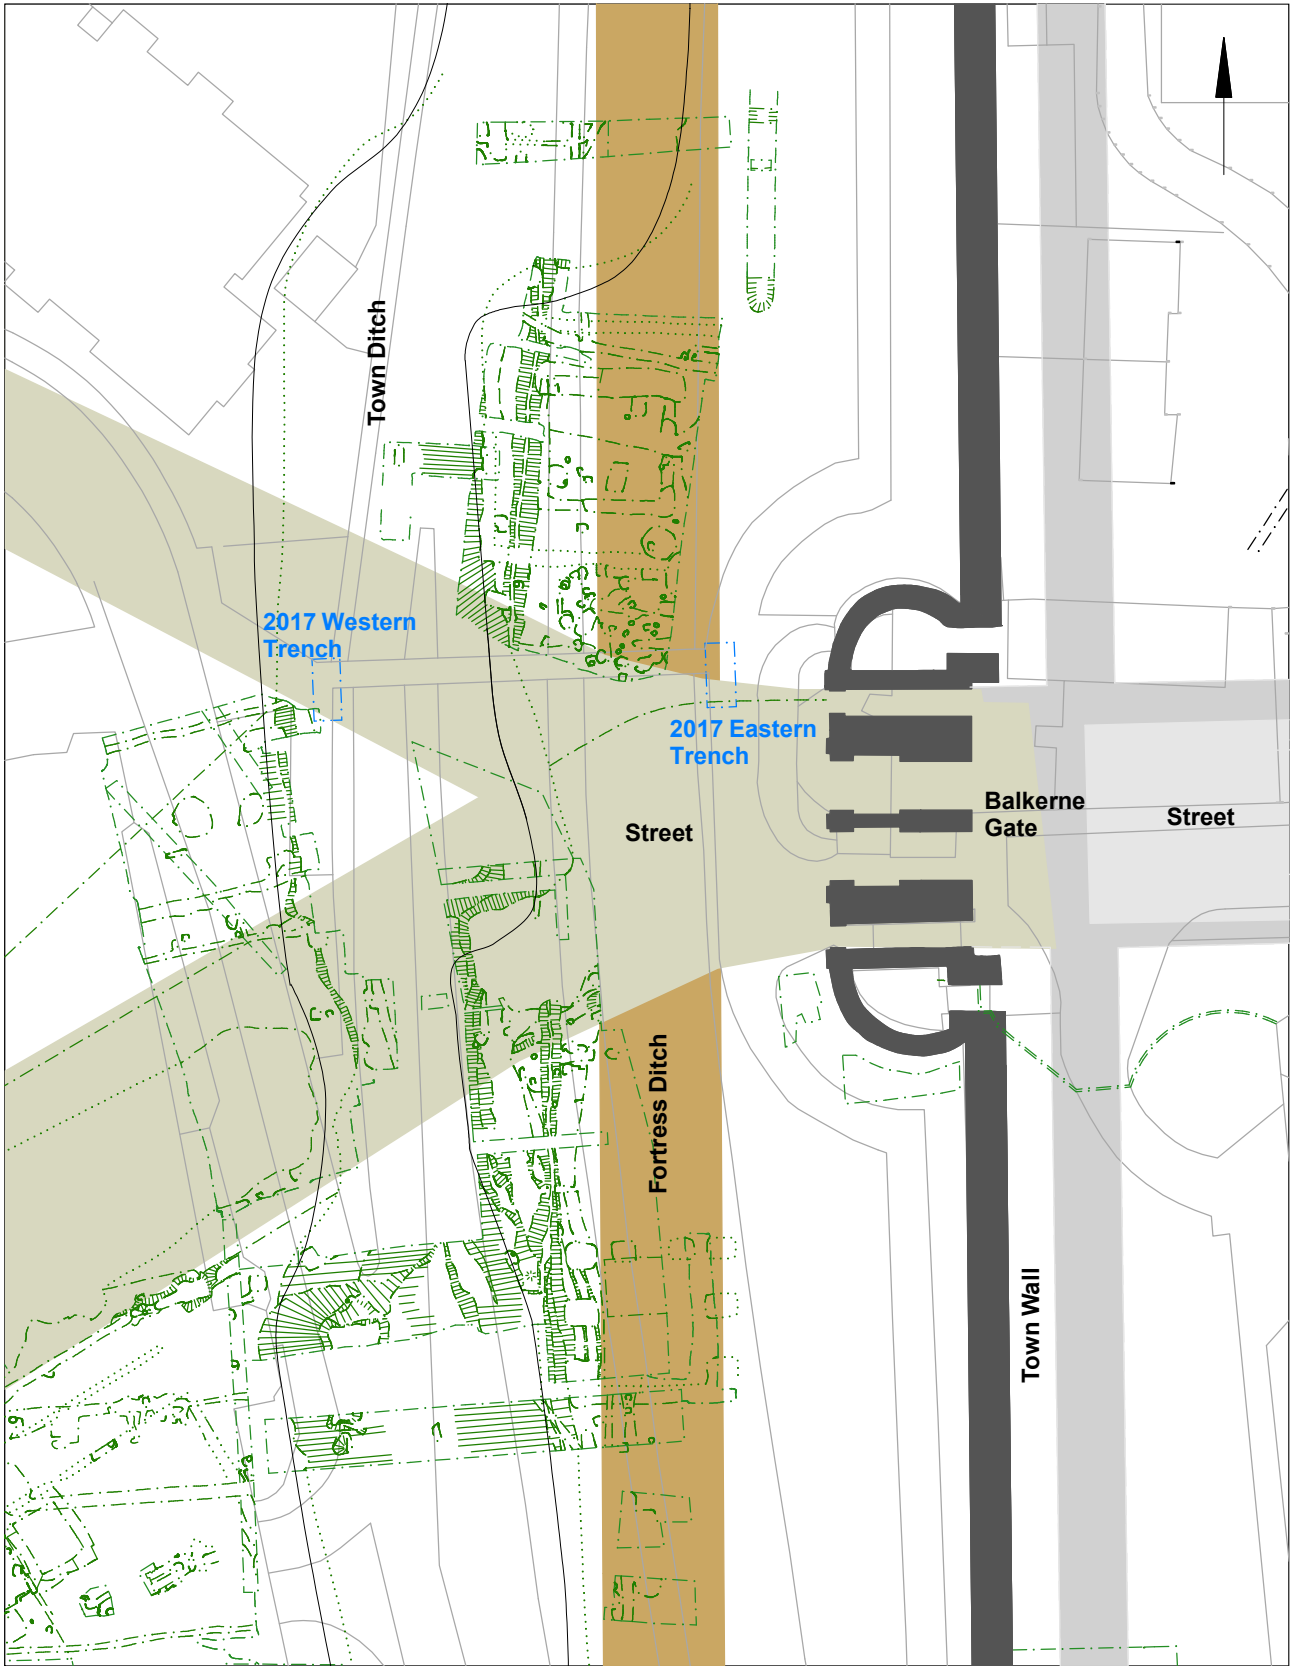 Town Ditch
2017 Western
Trench
2017 Eastern
Trench
Balkerne
Gate
Street
Street
Fortress Ditch
Town Wall